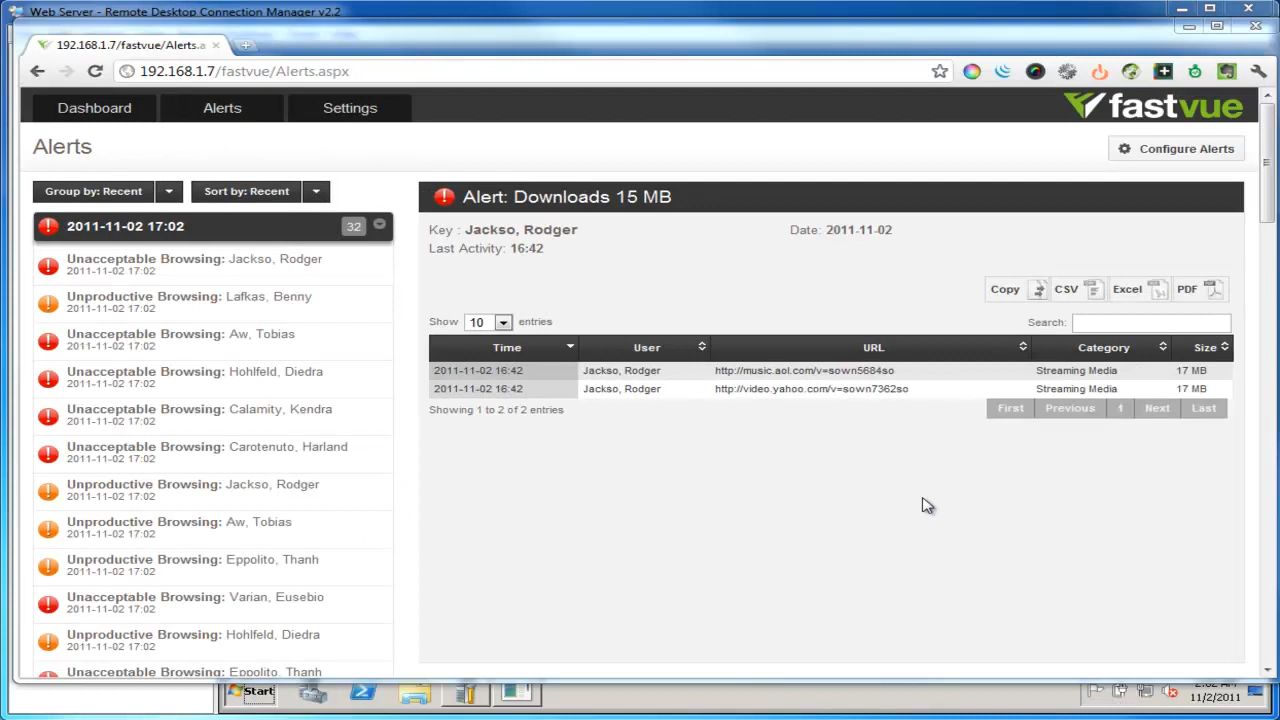 Web Server - Remote Desktop Connection Manager v2.2
192.168.1.7/fastvue/Alerts.a
192.168.1.7/fastvue/Alerts.aspx
Dashboard Alerts Settings fastvue
Alerts
Configure Alerts
Group by: Recent Sort by: Recent
2011-11-02 17:02 32
Unacceptable Browsing: Jackso, Rodger
2011-11-02 17:02
Unproductive Browsing: Lafkas, Benny
2011-11-02 17:02
Unacceptable Browsing: Aw, Tobias
2011-11-02 17:02
Unacceptable Browsing: Hohlfeld, Diedra
2011-11-02 17:02
Unacceptable Browsing: Calamity, Kendra
2011-11-02 17:02
Unacceptable Browsing: Carotenuto, Harland
2011-11-02 17:02
Unproductive Browsing: Jackso, Rodger
2011-11-02 17:02
Unproductive Browsing: Aw, Tobias
2011-11-02 17:02
Unproductive Browsing: Eppolito, Thanh
2011-11-02 17:02
Unacceptable Browsing: Varian, Eusebio
2011-11-02 17:02
Unproductive Browsing: Hohlfeld, Diedra
2011-11-02 17:02
Unacceptable Browsing: Eppolito, Thanh
Alert: Downloads 15 MB
Key : Jackso, Rodger Date: 2011-11-02
Last Activity: 16:42
Copy CSV Excel PDF
Show 10 entries Search:
Time User URL Category Size
2011-11-02 16:42 Jackso, Rodger http://music.aol.com/v=sown5684so Streaming Media 17 MB
2011-11-02 16:42 Jackso, Rodger http://video.yahoo.com/v=sown7362so Streaming Media 17 MB
Showing 1 to 2 of 2 entries First Previous 1 Next Last
Start
11/2/2011